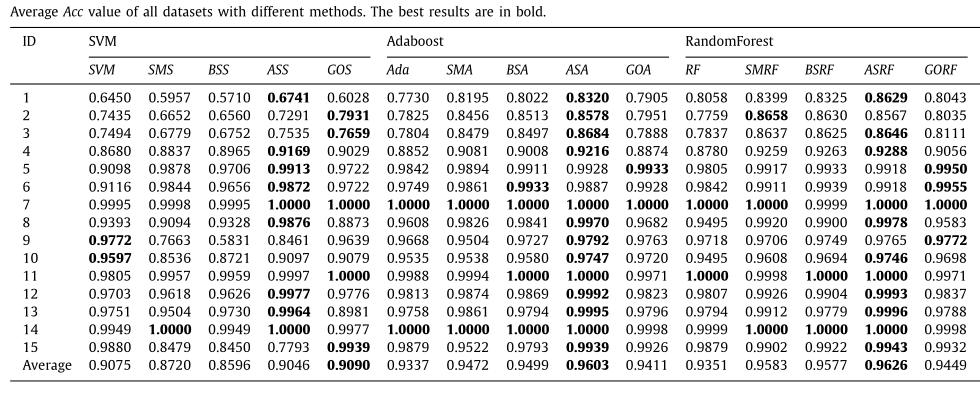 Average Acc value of all datasets with different methods. The best results are in bold.
ID SVM Adaboost RandomForest
SVM SMS BSS ASS GOS Ada SMA BSA ASA GOA RF SMRF BSRF ASRF GORF
1 0.6450 0.5957 0.5710 0.6741 0.6028 0.7730 0.8195 0.8022 0.8320 0.7905 0.8058 0.8399 0.8325 0.8629 0.8043
2 0.7435 0.6652 0.6560 0.7291 0.7931 0.7825 0.8456 0.8513 0.8578 0.7951 0.7759 0.8658 0.8630 0.8567 0.8035
3 0.7494 0.6779 0.6752 0.7535 0.7659 0.7804 0.8479 0.8497 0.8684 0.7888 0.7837 0.8637 0.8625 0.8646 0.8111
4 0.8680 0.8837 0.8965 0.9169 0.9029 0.8852 0.9081 0.9008 0.9216 0.8874 0.8780 0.9259 0.9263 0.9288 0.9056
5 0.9098 0.9878 0.9706 0.9913 0.9722 0.9842 0.9894 0.9911 0.9928 0.9933 0.9805 0.9917 0.9933 0.9918 0.9950
6 0.9116 0.9844 0.9656 0.9872 0.9722 0.9749 0.9861 0.9933 0.9887 0.9928 0.9842 0.9911 0.9939 0.9918 0.9955
7 0.9995 0.9998 0.9995 1.0000 1.0000 1.0000 1.0000 1.0000 1.0000 1.0000 1.0000 1.0000 0.9999 1.0000 1.0000
8 0.9393 0.9094 0.9328 0.9876 0.8873 0.9608 0.9826 0.9841 0.9970 0.9682 0.9495 0.9920 0.9900 0.9978 0.9583
9 0.9772 0.7663 0.5831 0.8461 0.9639 0.9668 0.9504 0.9727 0.9792 0.9763 0.9718 0.9706 0.9749 0.9765 0.9772
10 0.9597 0.8536 0.8721 0.9097 0.9079 0.9535 0.9538 0.9580 0.9747 0.9720 0.9495 0.9608 0.9694 0.9746 0.9698
11 0.9805 0.9957 0.9959 0.9997 1.0000 0.9988 0.9994 1.0000 1.0000 0.9971 1.0000 0.9998 1.0000 1.0000 0.9971
12 0.9703 0.9618 0.9626 0.9977 0.9776 0.9813 0.9874 0.9869 0.9992 0.9823 0.9807 0.9926 0.9904 0.9993 0.9837
13 0.9751 0.9504 0.9730 0.9964 0.8981 0.9758 0.9861 0.9794 0.9995 0.9796 0.9794 0.9912 0.9779 0.9996 0.9788
14 0.9949 1.0000 0.9949 1.0000 0.9977 1.0000 1.0000 1.0000 1.0000 0.9998 0.9999 1.0000 1.0000 1.0000 0.9998
15 0.9880 0.8479 0.8450 0.7793 0.9939 0.9879 0.9522 0.9793 0.9939 0.9926 0.9879 0.9902 0.9922 0.9943 0.9932
Average 0.9075 0.8720 0.8596 0.9046 0.9090 0.9337 0.9472 0.9499 0.9603 0.9411 0.9351 0.9583 0.9577 0.9626 0.9449